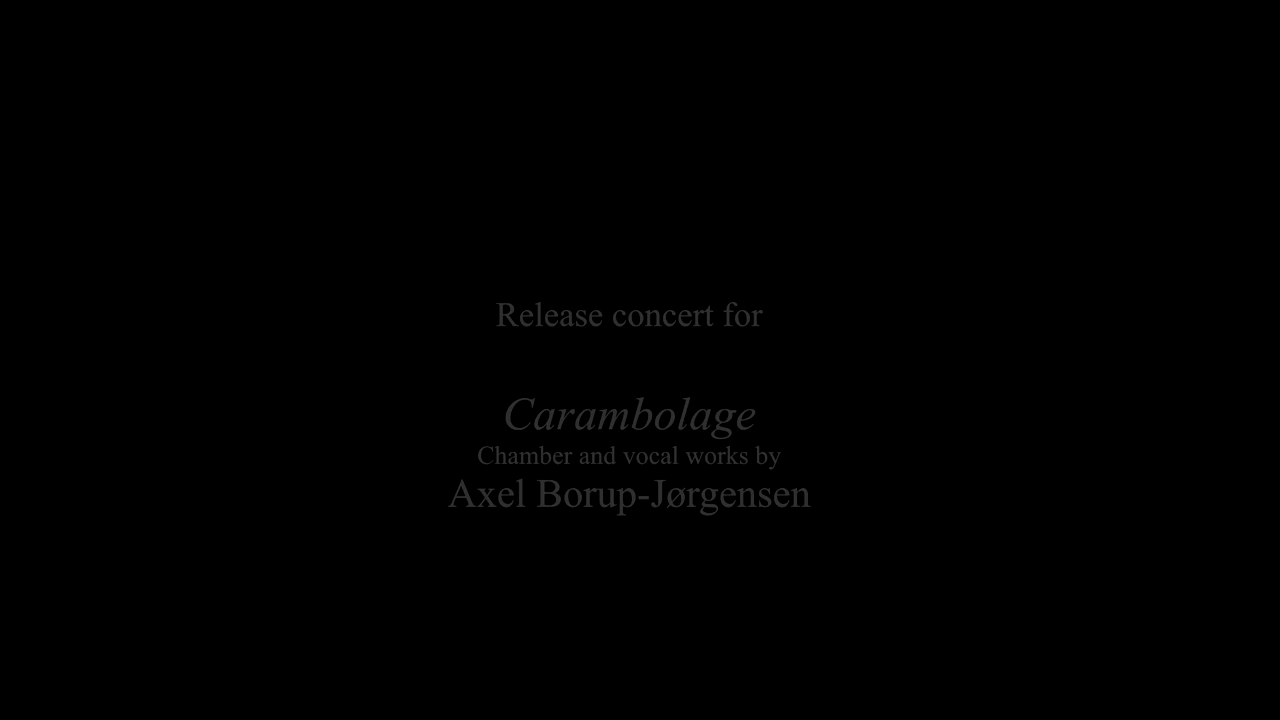 Release concert for
Carambolage
Chamber and vocal works by
Axel Borup-Jørgensen